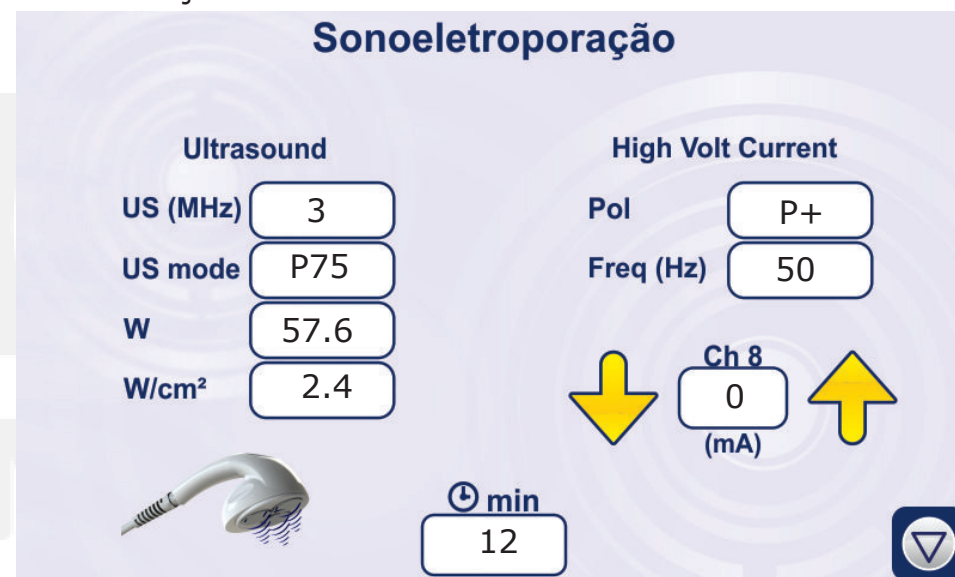 Sonoeletroporação
Ultrasound
US (MHz) 3
US mode P75
W 57.6
W/cm² 2.4
High Volt Current
Pol P+
Freq (Hz) 50
Ch 8
0
(mA)
min
12